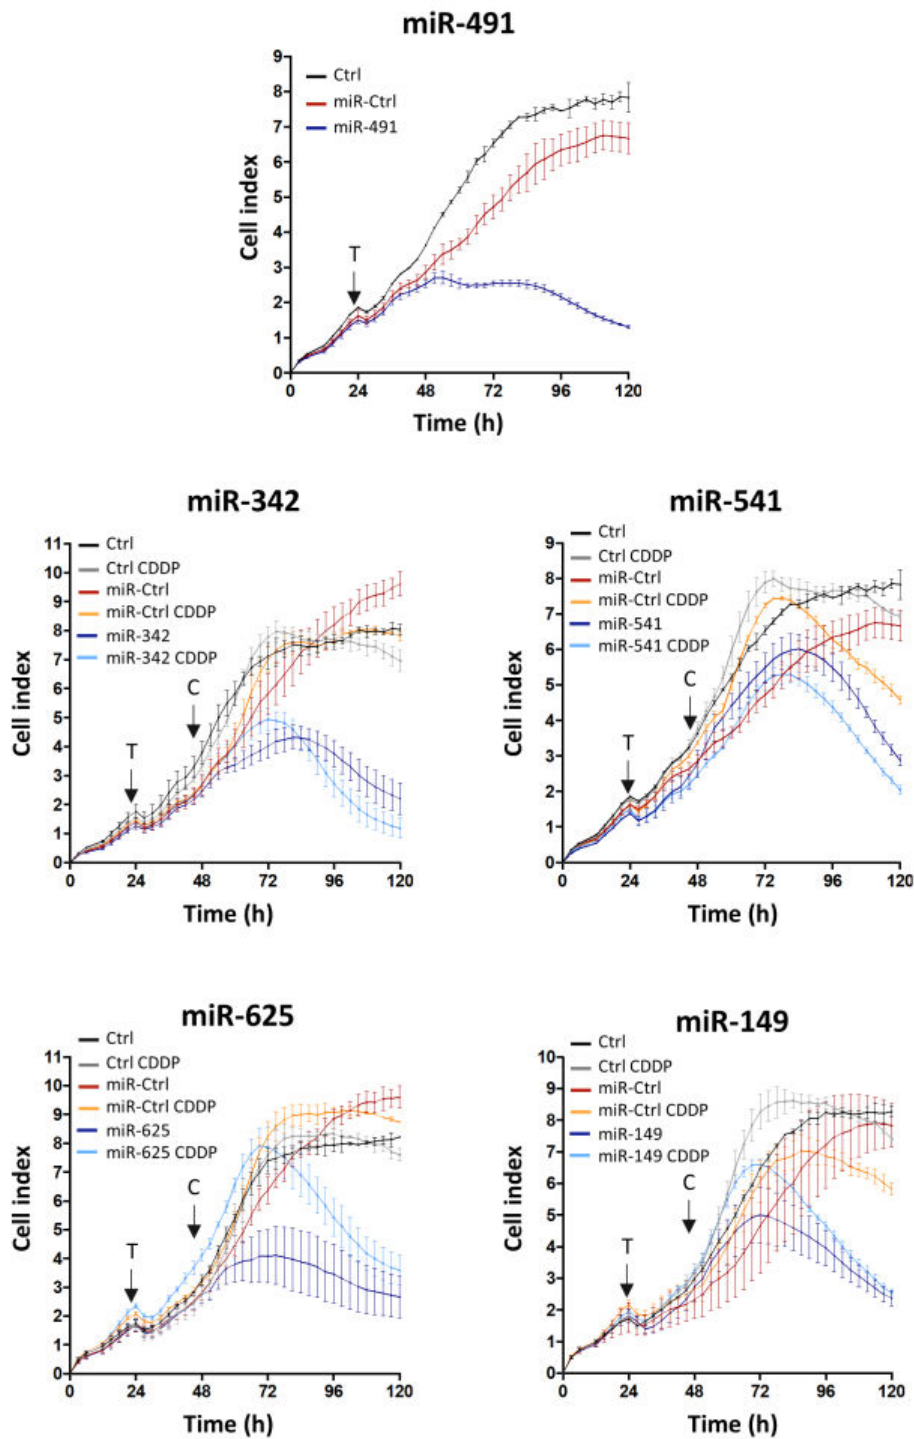 miR-491
9
8
7
6
5
4
3
2
1
0
Cell index
Ctrl
miR-Ctrl
miR-491
T
0 24 48 72 96 120
Time (h)
miR-342
11
10
9
8
7
6
5
4
3
2
1
0
Cell index
Ctrl
Ctrl CDDP
miR-Ctrl
miR-Ctrl CDDP
miR-342
miR-342 CDDP
T
C
0 24 48 72 96 120
Time (h)
miR-541
9
8
7
6
5
4
3
2
1
0
Cell index
Ctrl
Ctrl CDDP
miR-Ctrl
miR-Ctrl CDDP
miR-541
miR-541 CDDP
T
C
0 24 48 72 96 120
Time (h)
miR-625
11
10
9
8
7
6
5
4
3
2
1
0
Cell index
Ctrl
Ctrl CDDP
miR-Ctrl
miR-Ctrl CDDP
miR-625
miR-625 CDDP
T
C
0 24 48 72 96 120
Time (h)
miR-149
10
9
8
7
6
5
4
3
2
1
0
Cell index
Ctrl
Ctrl CDDP
miR-Ctrl
miR-Ctrl CDDP
miR-149
miR-149 CDDP
T
C
0 24 48 72 96 120
Time (h)